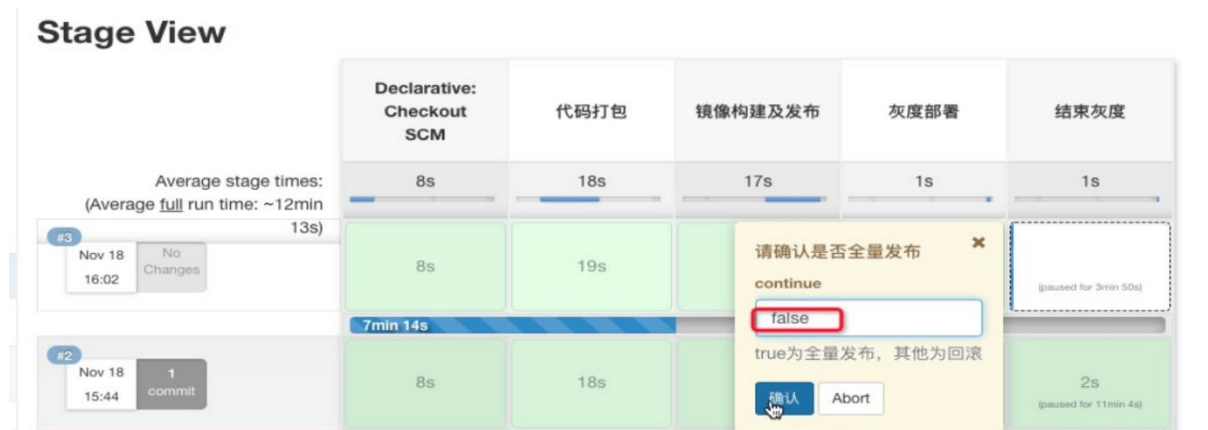 Stage View
Declarative:
Checkout
SCM
代码打包
镜像构建及发布
灰度部署
结束灰度
Average stage times:
(Average full run time: ~12min
13s)
8s
18s
17s
1s
1s
#3
Nov 18
16:02
No
Changes
8s
19s
(paused for 3min 50s)
7min 14s
请确认是否全量发布
×
continue
false
true为全量发布，其他为回滚
确认
Abort
#2
Nov 18
15:44
1
commit
8s
18s
2s
(paused for 11min 4s)